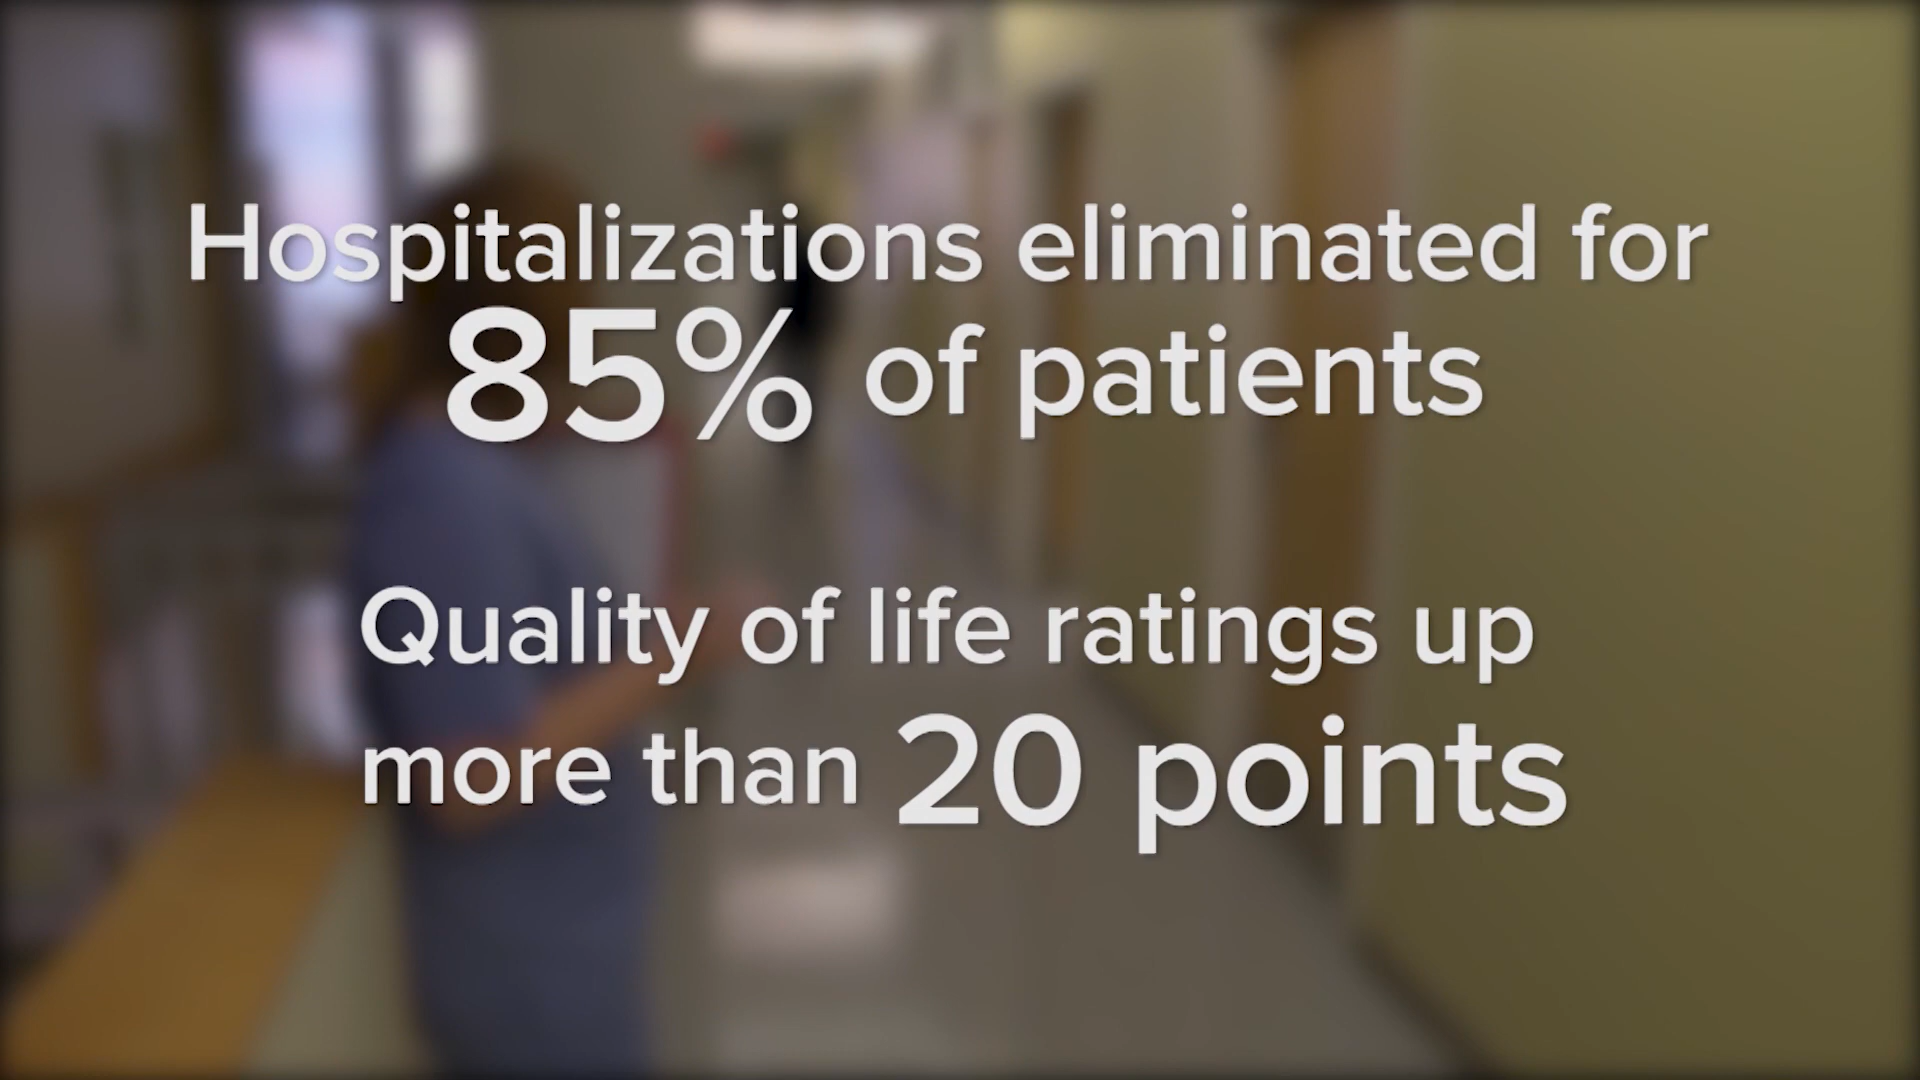 Hospitalizations eliminated for
85% of patients
Quality of life ratings up
more than 20 points